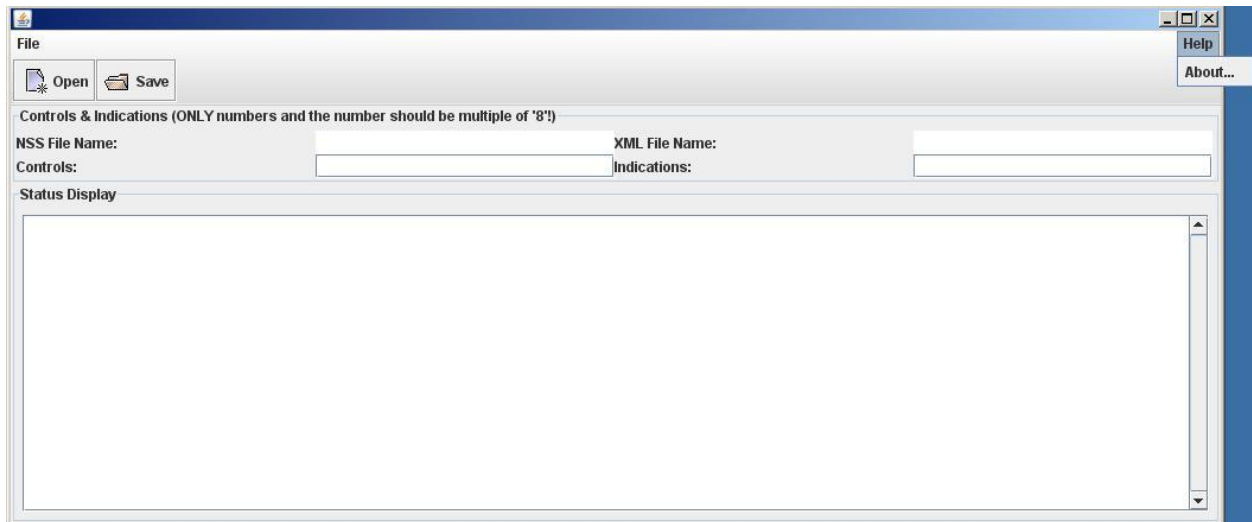 File Help
Open Save About...
Controls & Indications (ONLY numbers and the number should be multiple of '8'!)
NSS File Name: XML File Name:
Controls: Indications:
Status Display